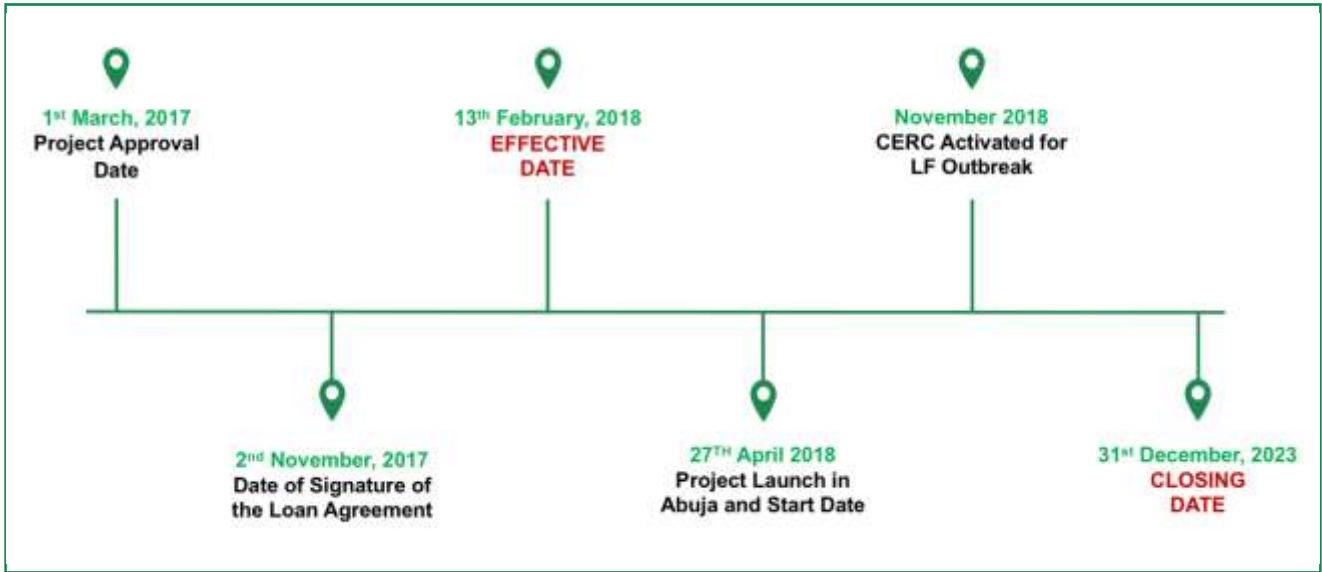 1st March, 2017
Project Approval
Date
13th February, 2018
EFFECTIVE
DATE
November 2018
CERC Activated for
LF Outbreak
2nd November, 2017
Date of Signature of
the Loan Agreement
27TH April 2018
Project Launch in
Abuja and Start Date
31st December, 2023
CLOSING
DATE